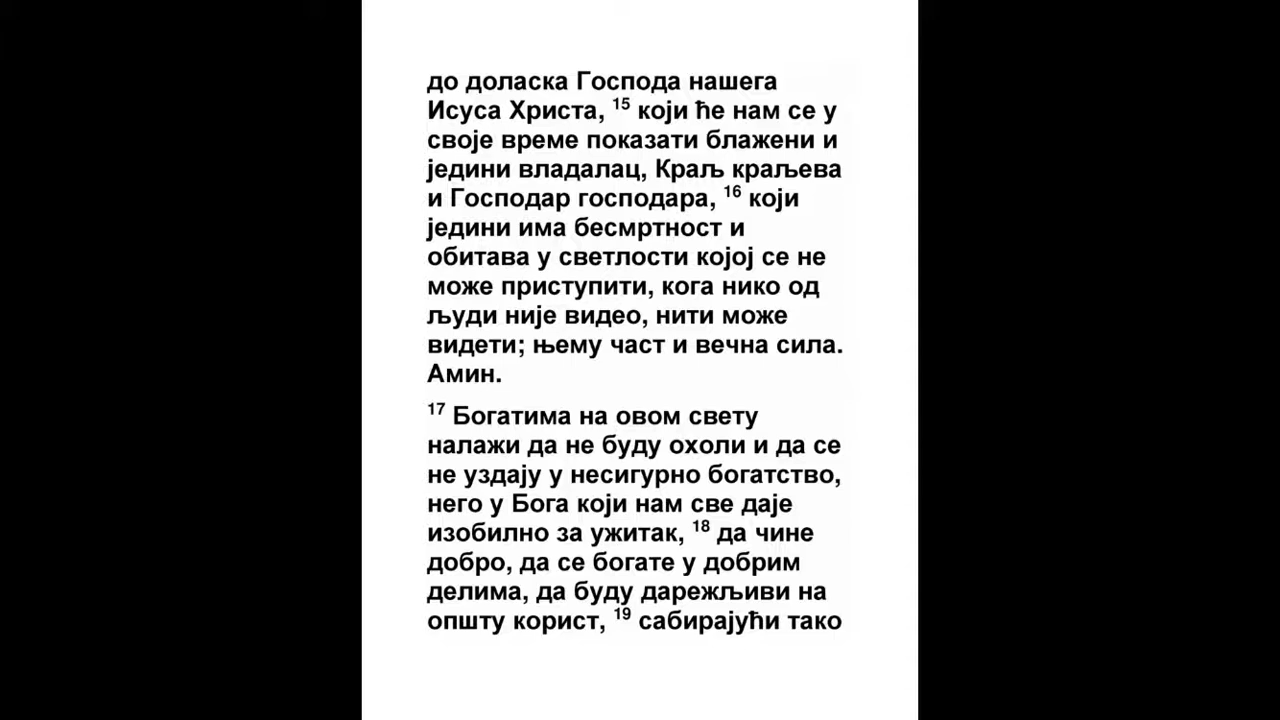 до доласка Господа нашега
Исуса Христа, 15 који ће нам се у
своје време показати блажени и
једини владалац, Краљ краљева
и Господар господара, 16 који
једини има бесмртност и
обитава у светлости којој се не
може приступити, кога нико од
људи није видео, нити може
видети; њему част и вечна сила.
Амин.
17 Богатима на овом свету
налажи да не буду охоли и да се
не уздају у несигурно богатство,
него у Бога који нам све даје
изобилно за ужитак, 18 да чине
добро, да се богате у добрим
делима, да буду дарежљиви на
општу корист, 19 сабирајући тако